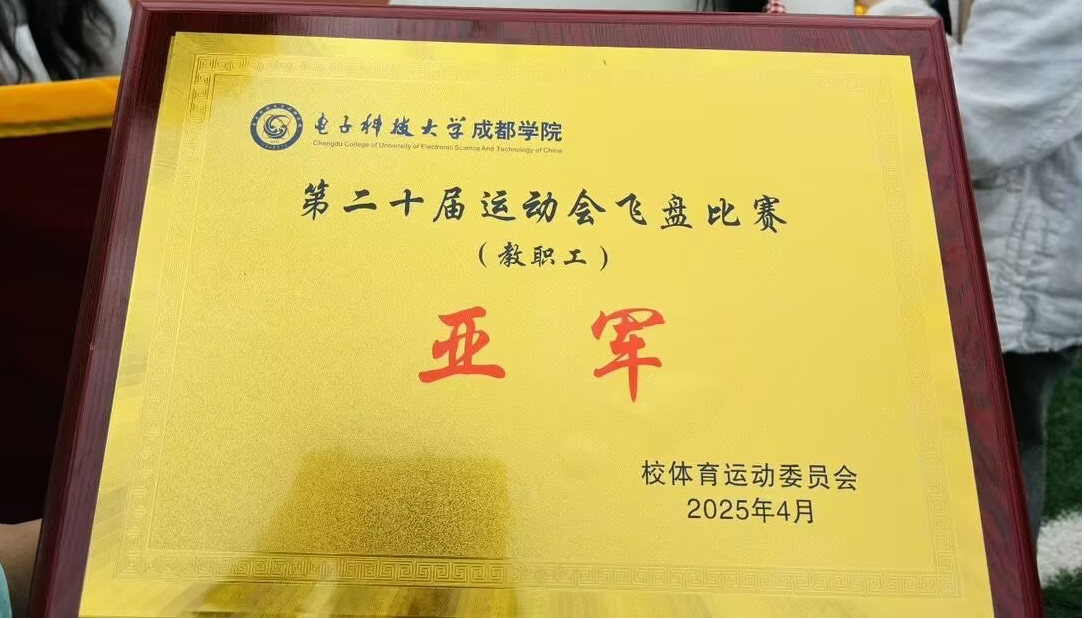 电子科技大学成都学院
Chengdu College of University of Electronic Science And Technology of China
第二十届运动会飞盘比赛
（教职工）
亚军
校体育运动委员会
2025年4月